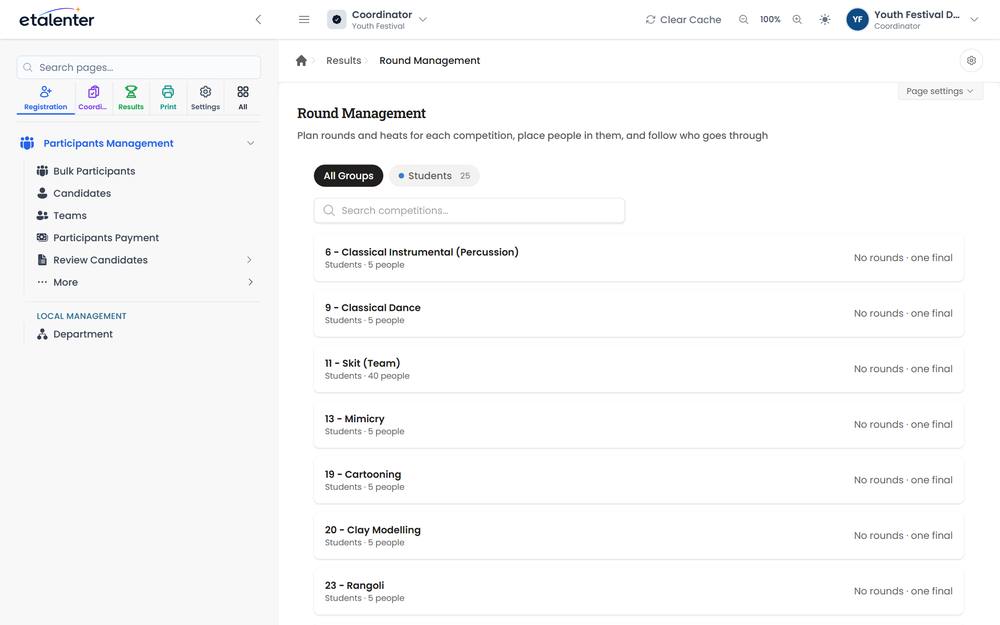 etalenter
Coordinator
Youth Festival
Clear Cache
100%
YF
Youth Festival D...
Coordinator
Search pages...
Registration
Coordi...
Results
Print
Settings
All
Participants Management
Bulk Participants
Candidates
Teams
Participants Payment
Review Candidates
More
LOCAL MANAGEMENT
Department
Results
Round Management
Page settings
Round Management
Plan rounds and heats for each competition, place people in them, and follow who goes through
All Groups
Students 25
Search competitions...
6 - Classical Instrumental (Percussion)
Students · 5 people
No rounds · one final
9 - Classical Dance
Students · 5 people
No rounds · one final
11 - Skit (Team)
Students · 40 people
No rounds · one final
13 - Mimicry
Students · 5 people
No rounds · one final
19 - Cartooning
Students · 5 people
No rounds · one final
20 - Clay Modelling
Students · 5 people
No rounds · one final
23 - Rangoli
Students · 5 people
No rounds · one final